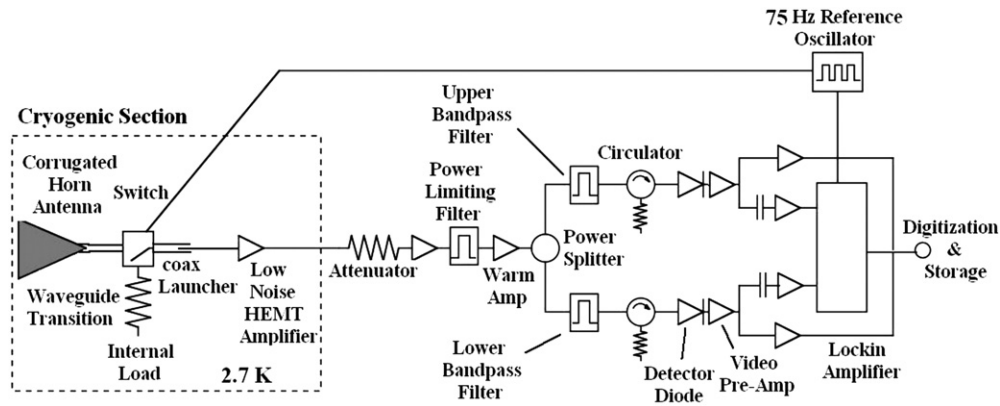 75 Hz Reference
Oscillator
Cryogenic Section
Corrugated
Horn
Antenna
Switch
Waveguide
Transition
coax
Launcher
Internal
Load
Low
Noise
HEMT
Amplifier
2.7 K
Attenuator
Power
Limiting
Filter
Warm
Amp
Upper
Bandpass
Filter
Circulator
Power
Splitter
Lower
Bandpass
Filter
Detector
Diode
Video
Pre-Amp
Lockin
Amplifier
Digitization
&
Storage